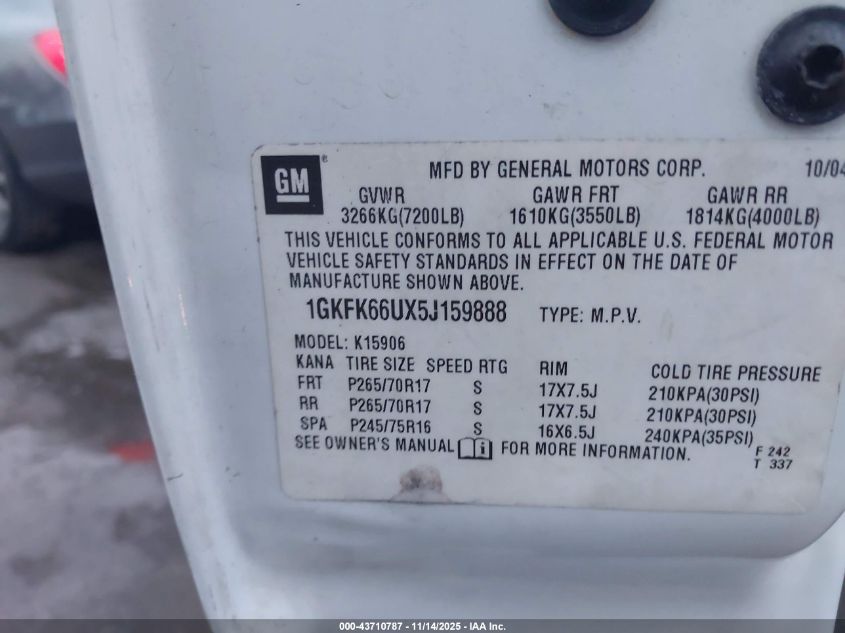 GM ® MFD BY GENERAL MOTORS CORP. 10/04
GVWR GAWR FRT GAWR RR
3266KG(7200LB) 1610KG(3550LB) 1814KG(4000LB)
THIS VEHICLE CONFORMS TO ALL APPLICABLE U.S. FEDERAL MOTOR
VEHICLE SAFETY STANDARDS IN EFFECT ON THE DATE OF
MANUFACTURE SHOWN ABOVE.
1GKFK66UX5J159888 TYPE: M.P.V.
MODEL: K15906
KANA TIRE SIZE SPEED RTG RIM COLD TIRE PRESSURE
FRT P265/70R17 S 17X7.5J 210KPA(30PSI)
RR P265/70R17 S 17X7.5J 210KPA(30PSI)
SPA P245/75R16 S 16X6.5J 240KPA(35PSI)
SEE OWNER'S MANUAL i FOR MORE INFORMATION.
F 242
T 337
000-43710787 - 11/14/2025 - IAA Inc.